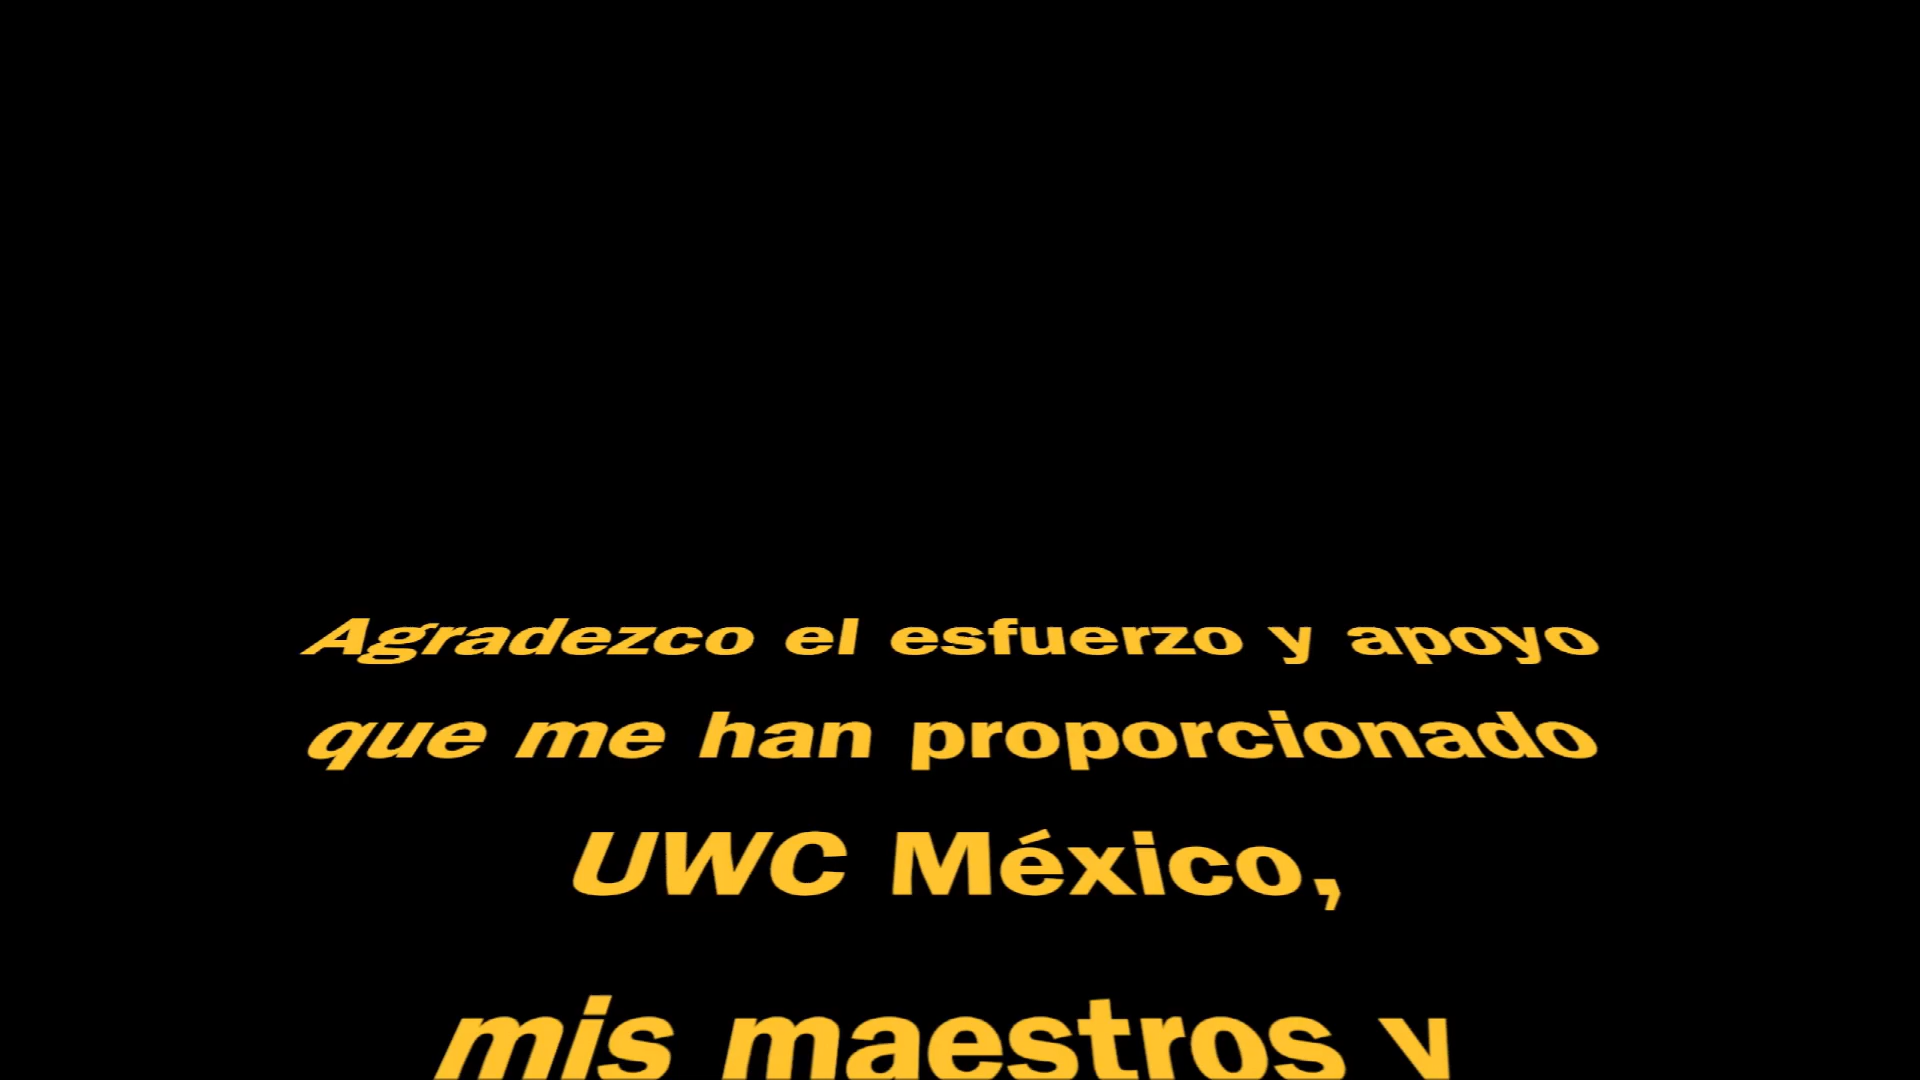 Agradezco el esfuerzo y apoyo
que me han proporcionado
UWC México,
mis maestros y